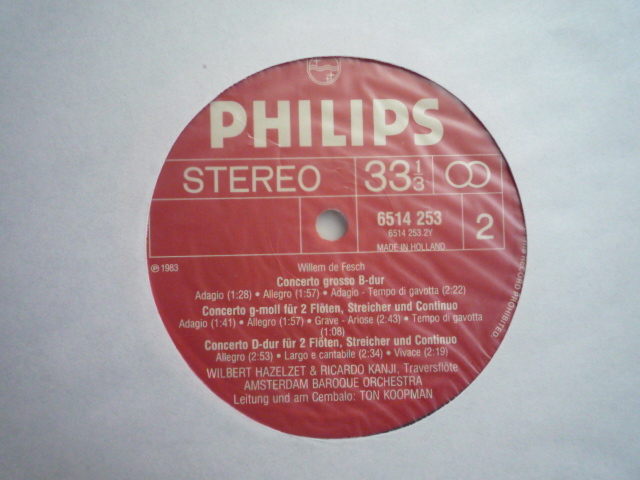 PHILIPS
STEREO 33 1/3
6514 253
6514 253.2Y 2
MADE IN HOLLAND
℗ 1983
Willem de Fesch
Concerto grosso B-dur
Adagio (1:28) • Allegro (1:57) • Adagio - Tempo di gavotta (2:22)
Concerto g-moll für 2 Flöten, Streicher und Continuo
Adagio (1:41) • Allegro (1:57) • Grave - Ariose (2:43) • Tempo di gavotta
(1:08)
Concerto D-dur für 2 Flöten, Streicher und Continuo
Allegro (2:53) • Largo e cantabile (2:34) • Vivace (2:19)
WILBERT HAZELZET & RICARDO KANJI, Traversflöte
AMSTERDAM BAROQUE ORCHESTRA
Leitung und am Cembalo: TON KOOPMAN
PROHIBITED.